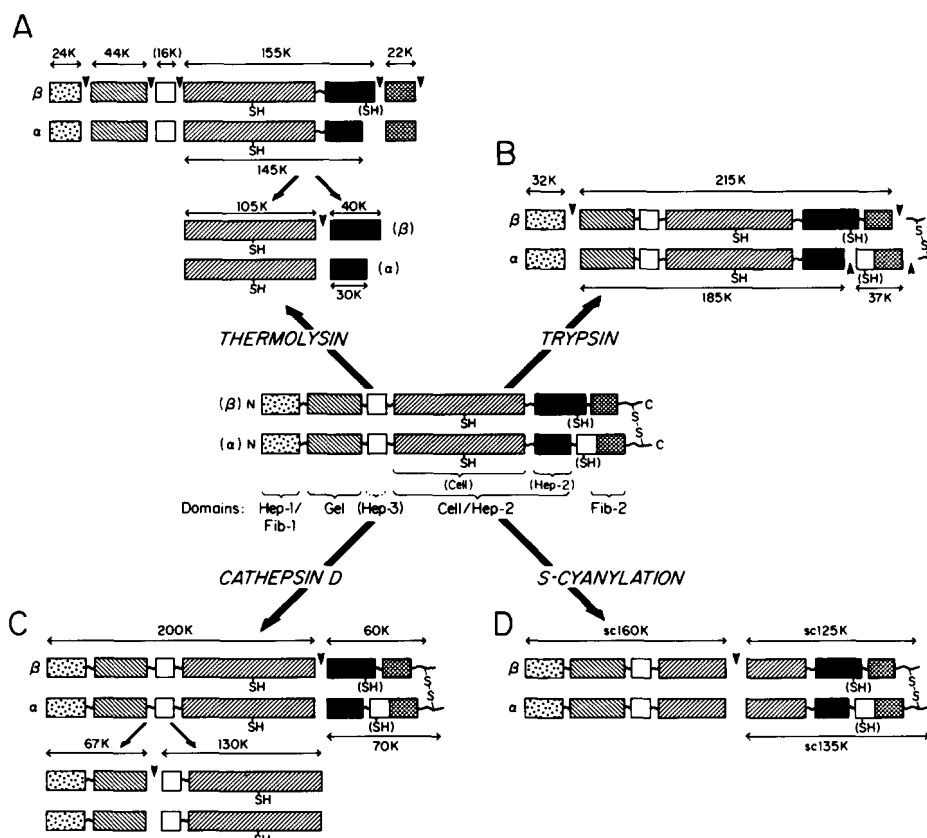 A
24K 44K (16K) 155K 22K
β
SH (SH)
α
SH
145K
105K 40K
(β)
SH
(α)
SH 30K
B
32K 215K
β
SH (SH)
S
S
α
SH (SH)
185K 37K
THERMOLYSIN TRYPSIN
(β) N C
SH (SH)
S
S
(α) N C
SH (SH)
(Cell) (Hep-2)
Domains: Hep-1/ Gel (Hep-3) Cell/Hep-2 Fib-2
Fib-1
CATHEPSIN D S-CYANYLATION
C
200K 60K
β
SH (SH)
S
S
α
SH (SH)
67K 130K 70K
SH
SH
D
sc160K sc125K
β
(SH)
S
S
α
(SH)
sc135K